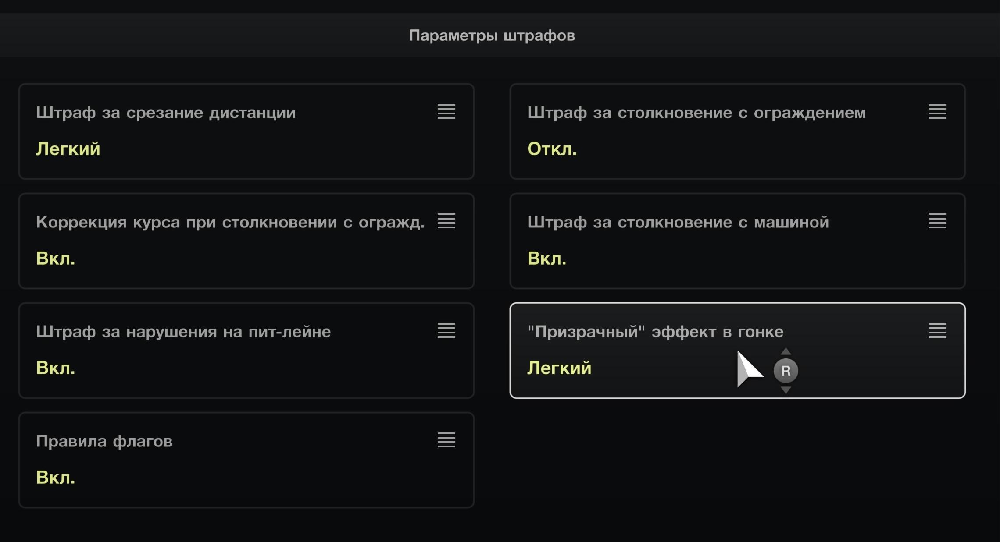 Параметры штрафов
Штраф за срезание дистанции
Легкий
Штраф за столкновение с ограждением
Откл.
Коррекция курса при столкновении с огражд.
Вкл.
Штраф за столкновение с машиной
Вкл.
Штраф за нарушения на пит-лейне
Вкл.
"Призрачный" эффект в гонке
Легкий
R
Правила флагов
Вкл.